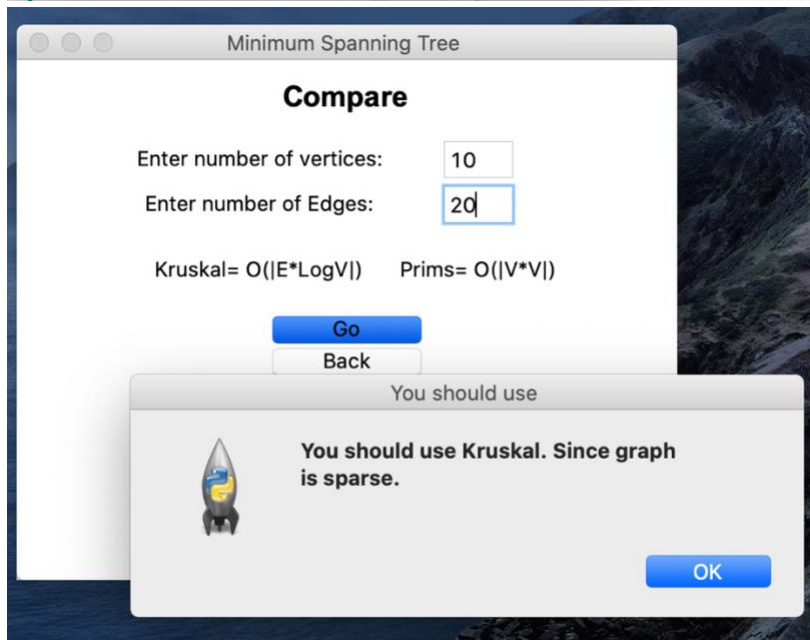 Minimum Spanning Tree
Compare
Enter number of vertices: 10
Enter number of Edges: 20
Kruskal= O(|E*LogV|) Prims= O(|V*V|)
Go
Back
You should use
You should use Kruskal. Since graph
is sparse.
OK